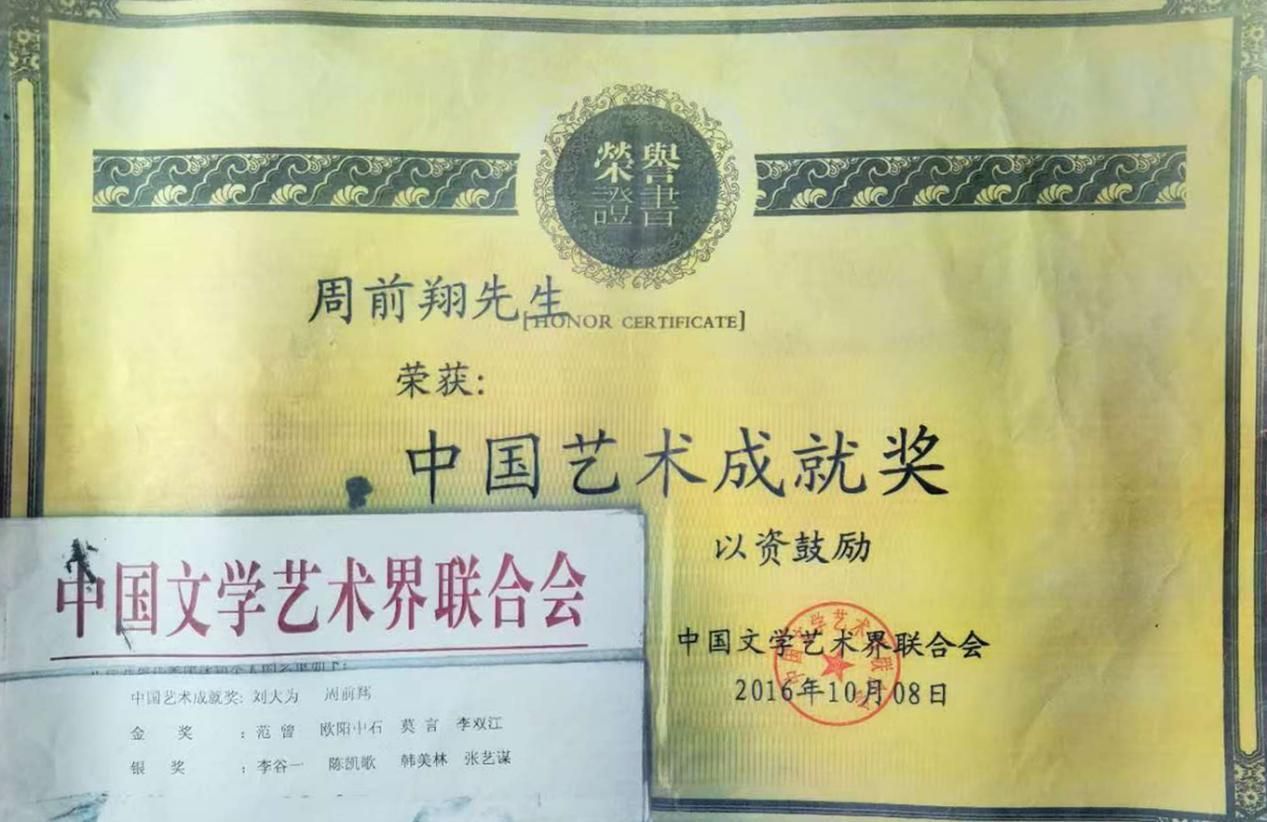 榮譽
證書
周前翔先生
[HONOR CERTIFICATE]
荣获:
中国艺术成就奖
以资鼓励
中国文学艺术界联合会
2016年10月08日
中国文学艺术界联合会
中国艺术成就奖: 刘大为 周前翔
金 奖 : 范曾 欧阳中石 莫言 李双江
银 奖 : 李谷一 陈凯歌 韩美林 张艺谋